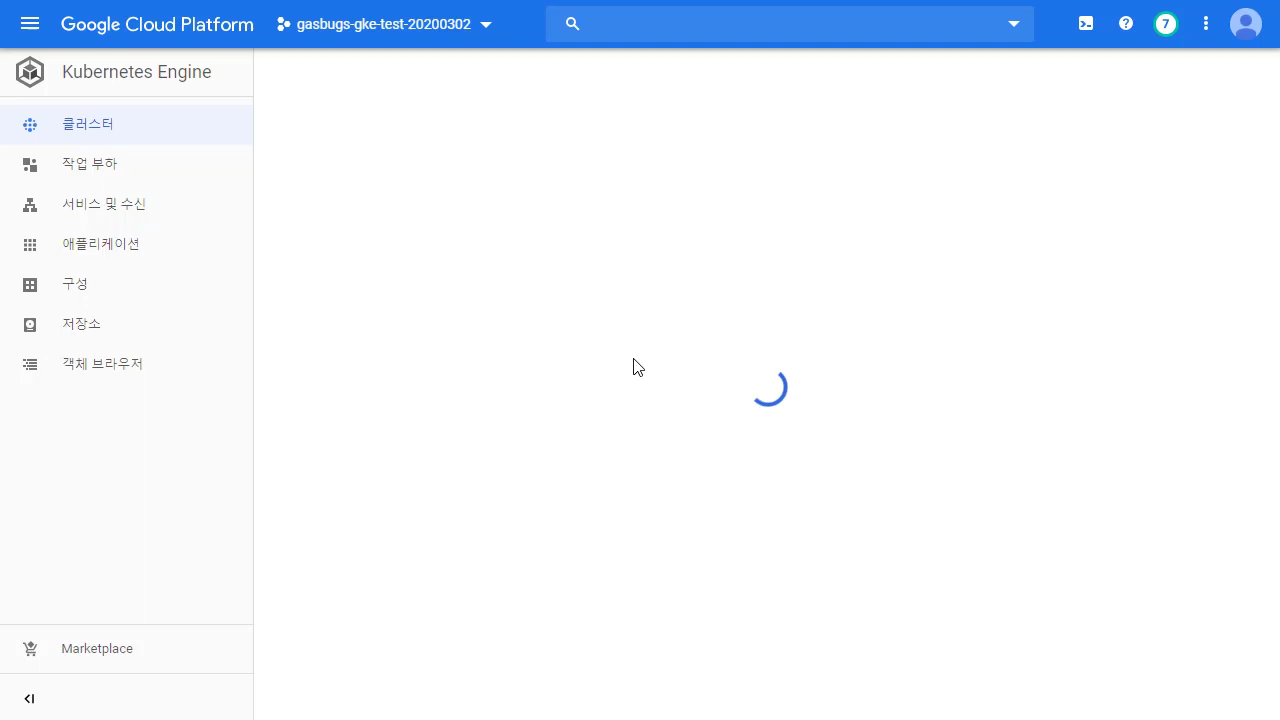 Google Cloud Platform
gasbugs-gke-test-20200302
7
Kubernetes Engine
클러스터
작업 부하
서비스 및 수신
애플리케이션
구성
저장소
객체 브라우저
Marketplace